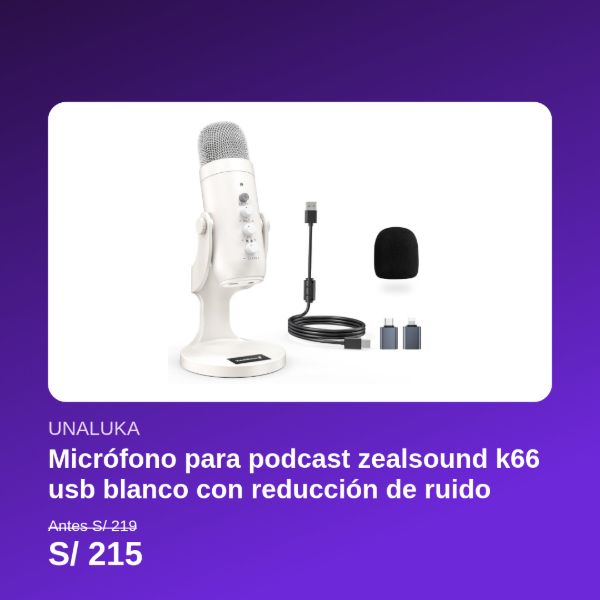 UNALUKA
Micrófono para podcast zealsound k66
usb blanco con reducción de ruido
Antes S/ 219
S/ 215